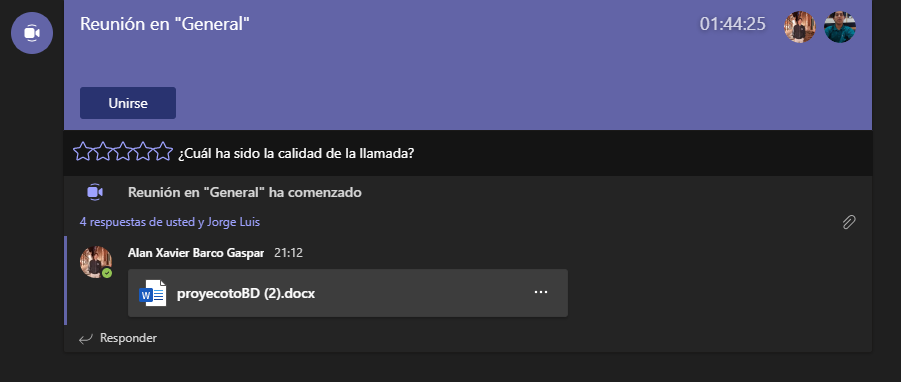 Reunión en "General"
01:44:25
Unirse
¿Cuál ha sido la calidad de la llamada?
Reunión en "General" ha comenzado
4 respuestas de usted y Jorge Luis
Alan Xavier Barco Gaspar 21:12
proyecotoBD (2).docx
Responder